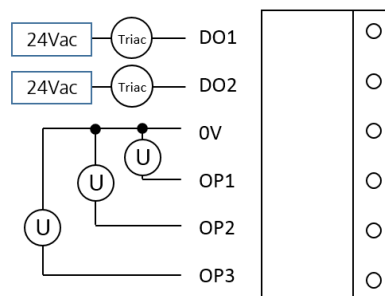 24Vac Triac DO1
24Vac Triac DO2
0V
U OP1
U OP2
U OP3